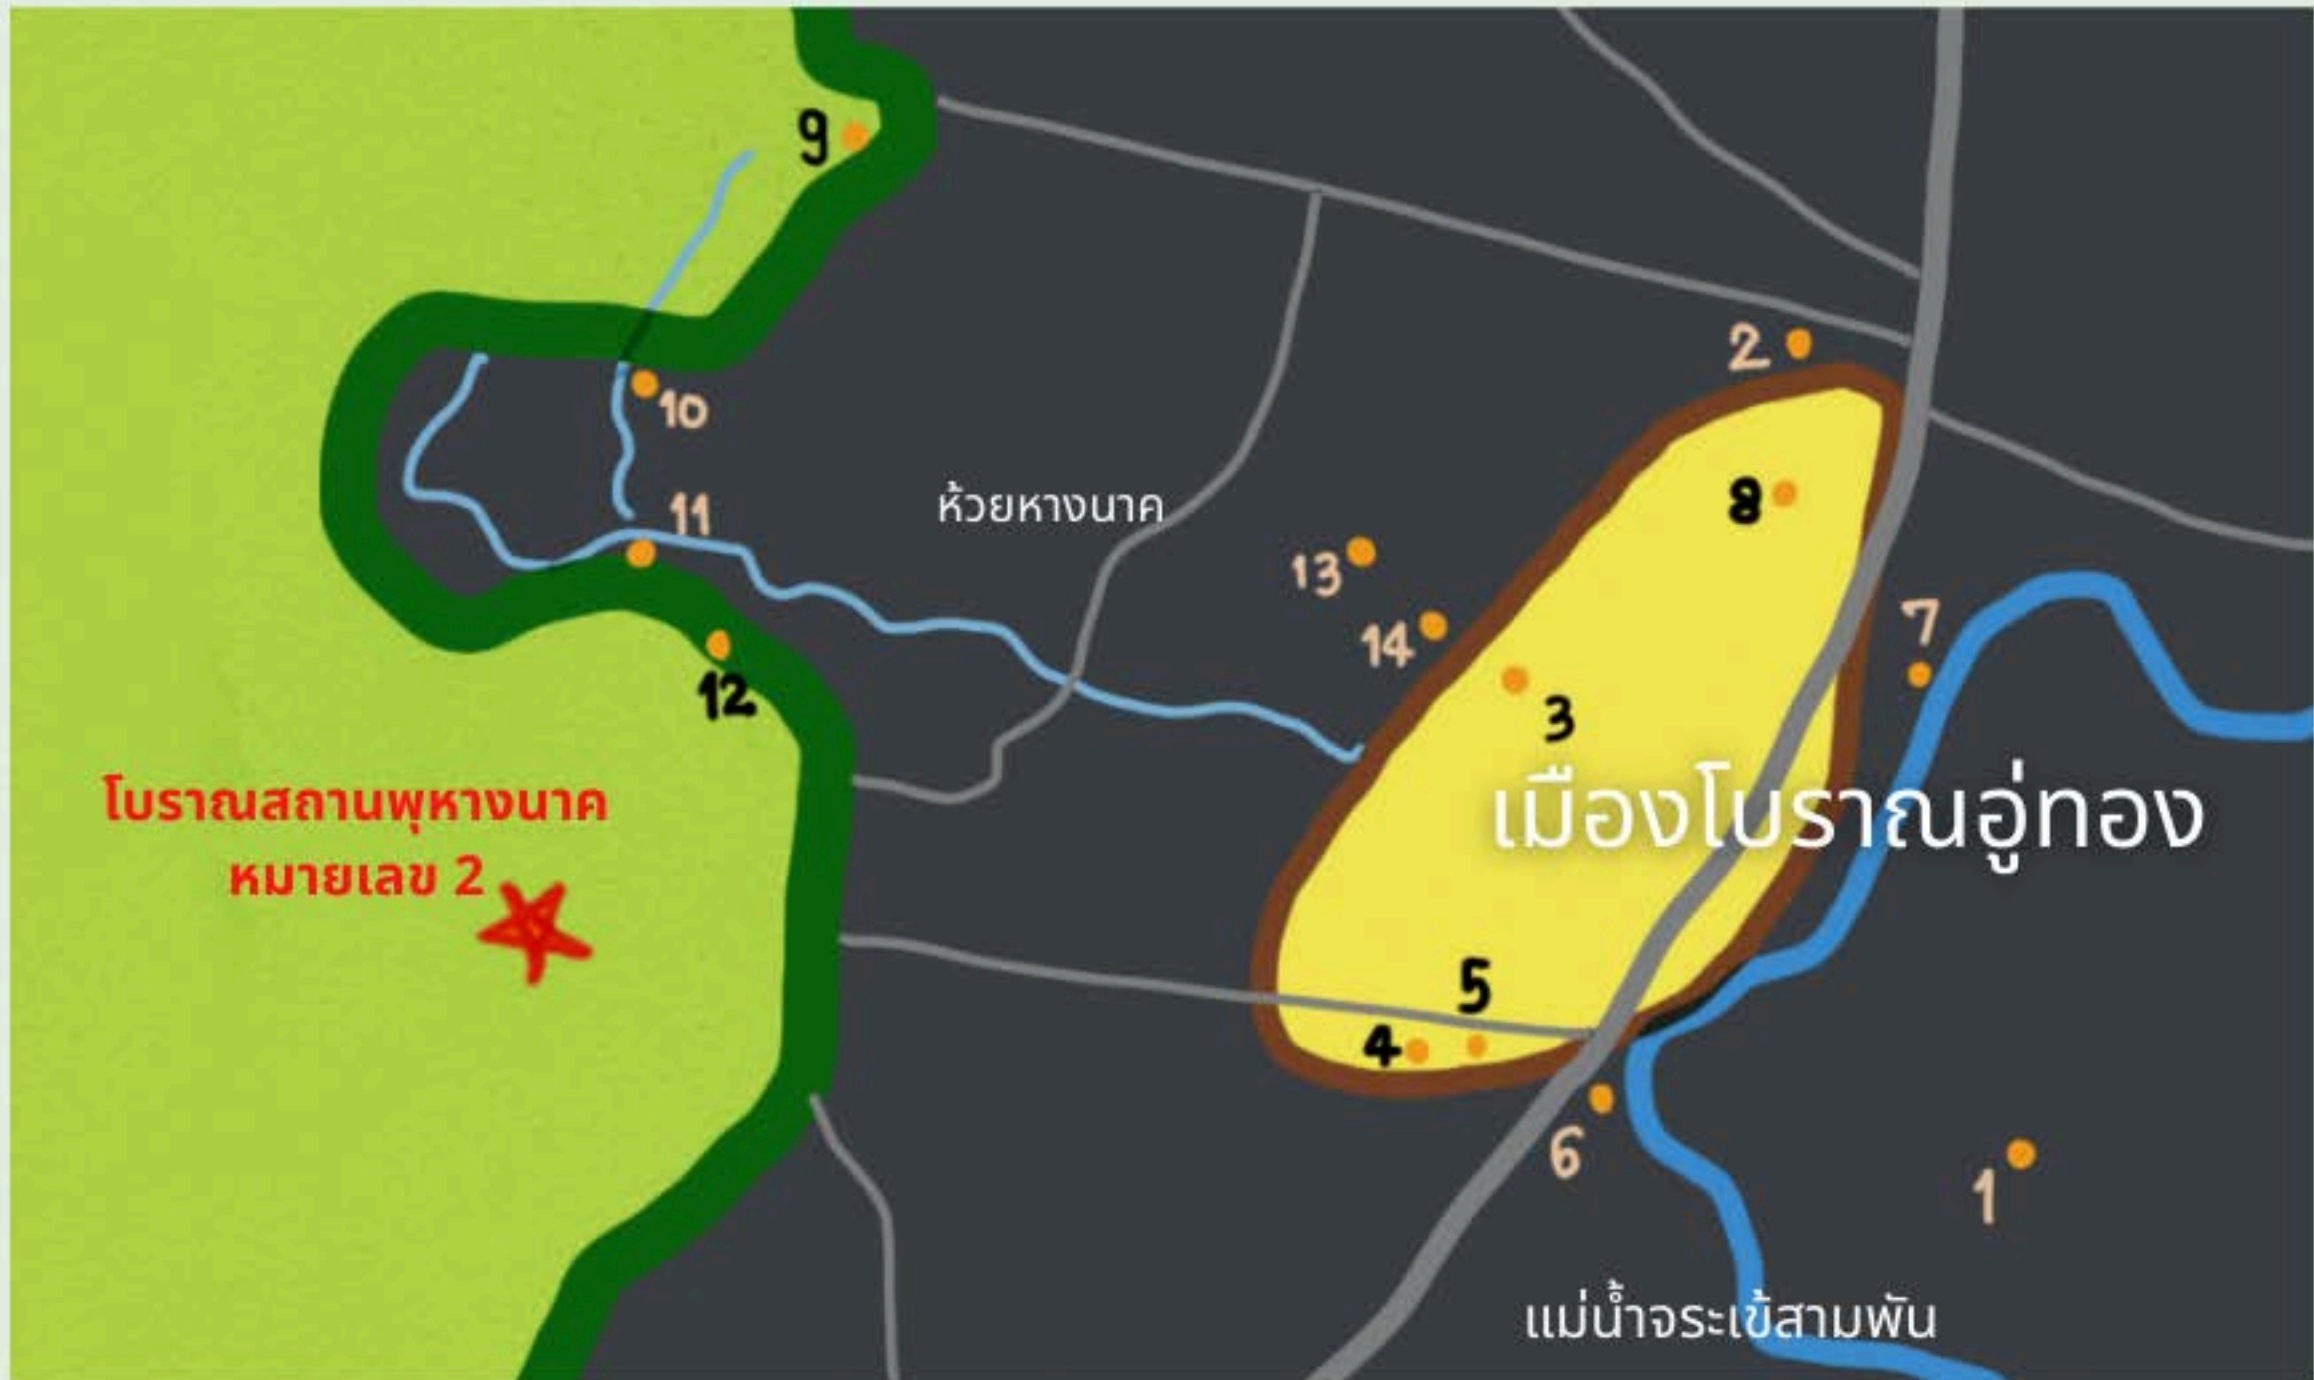 9
2
10
8
ห้วยหางนาค
11
13
7
14
12
3
โบราณสถานพุหางนาค
หมายเลข 2
เมืองโบราณอู่ทอง
5
4
6
1
แม่น้ำจระเข้สามพัน